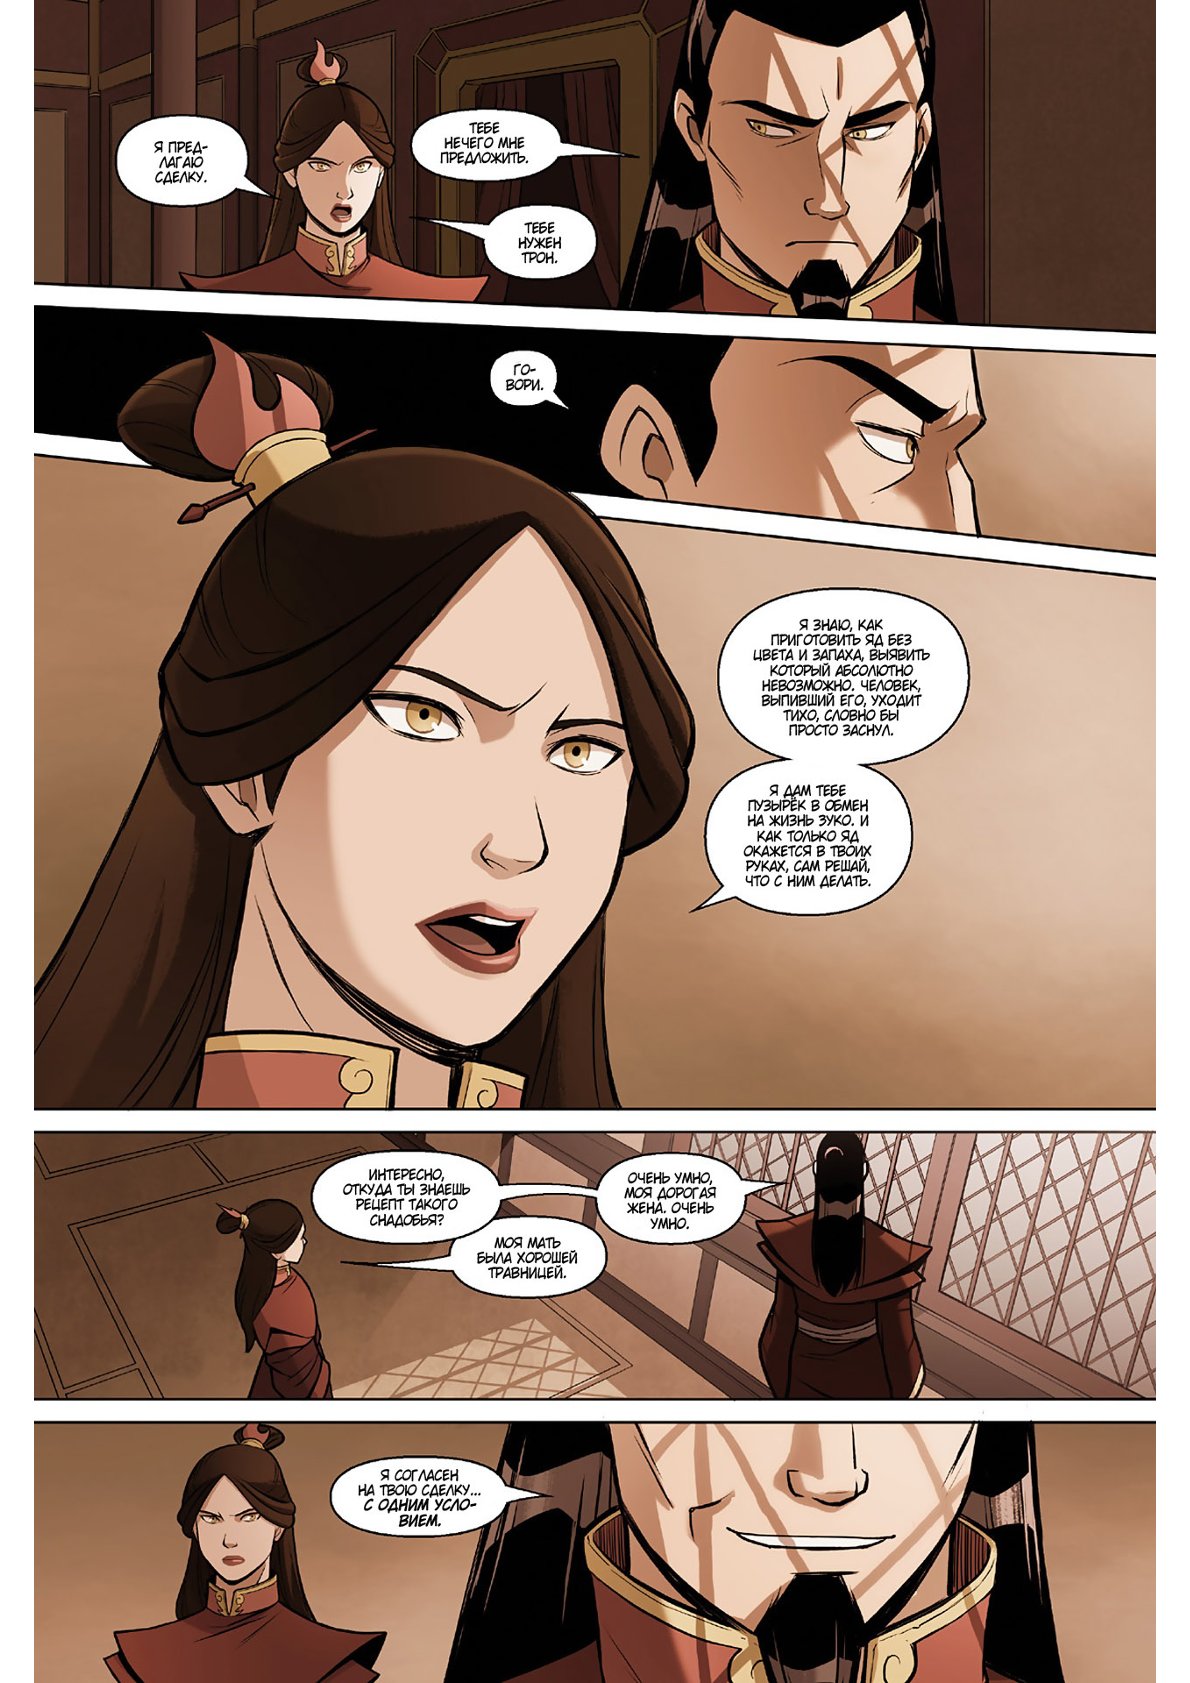 Я ПРЕД-
ЛАГАЮ
СДЕЛКУ.
ТЕБЕ
НЕЧЕГО МНЕ
ПРЕДЛОЖИТЬ.
ТЕБЕ
НУЖЕН
ТРОН.
ГО-
ВОРИ.
Я ЗНАЮ, КАК
ПРИГОТОВИТЬ ЯД БЕЗ
ЦВЕТА И ЗАПАХА, ВЫЯВИТЬ
КОТОРЫЙ АБСОЛЮТНО
НЕВОЗМОЖНО. ЧЕЛОВЕК,
ВЫПИВШИЙ ЕГО, УХОДИТ
ТИХО, СЛОВНО БЫ
ПРОСТО ЗАСНУЛ.
Я ДАМ ТЕБЕ
ПУЗЫРЁК В ОБМЕН
НА ЖИЗНЬ ЗУКО. И
КАК ТОЛЬКО ЯД
ОКАЖЕТСЯ В ТВОИХ
РУКАХ, САМ РЕШАЙ,
ЧТО С НИМ ДЕЛАТЬ.
ОЧЕНЬ УМНО,
МОЯ ДОРОГАЯ
ЖЕНА. ОЧЕНЬ
УМНО.
ИНТЕРЕСНО,
ОТКУДА ТЫ ЗНАЕШЬ
РЕЦЕПТ ТАКОГО
СНАДОБЬЯ?
МОЯ МАТЬ
БЫЛА ХОРОШЕЙ
ТРАВНИЦЕЙ.
Я СОГЛАСЕН
НА ТВОЮ СДЕЛКУ...
С ОДНИМ УСЛО-
ВИЕМ.